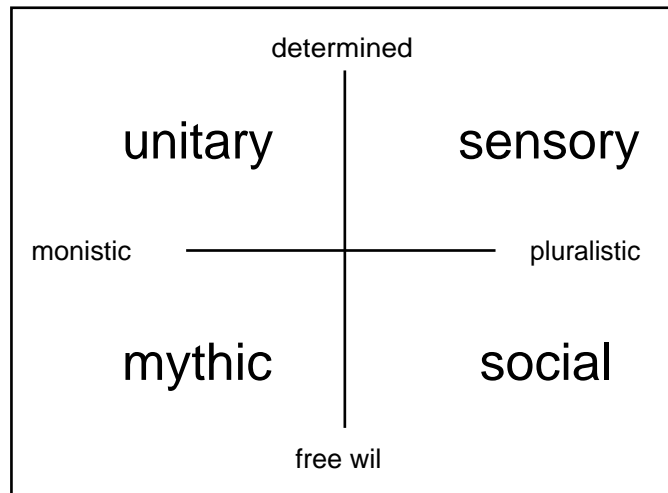 determined
unitary sensory
monistic pluralistic
mythic social
free wil